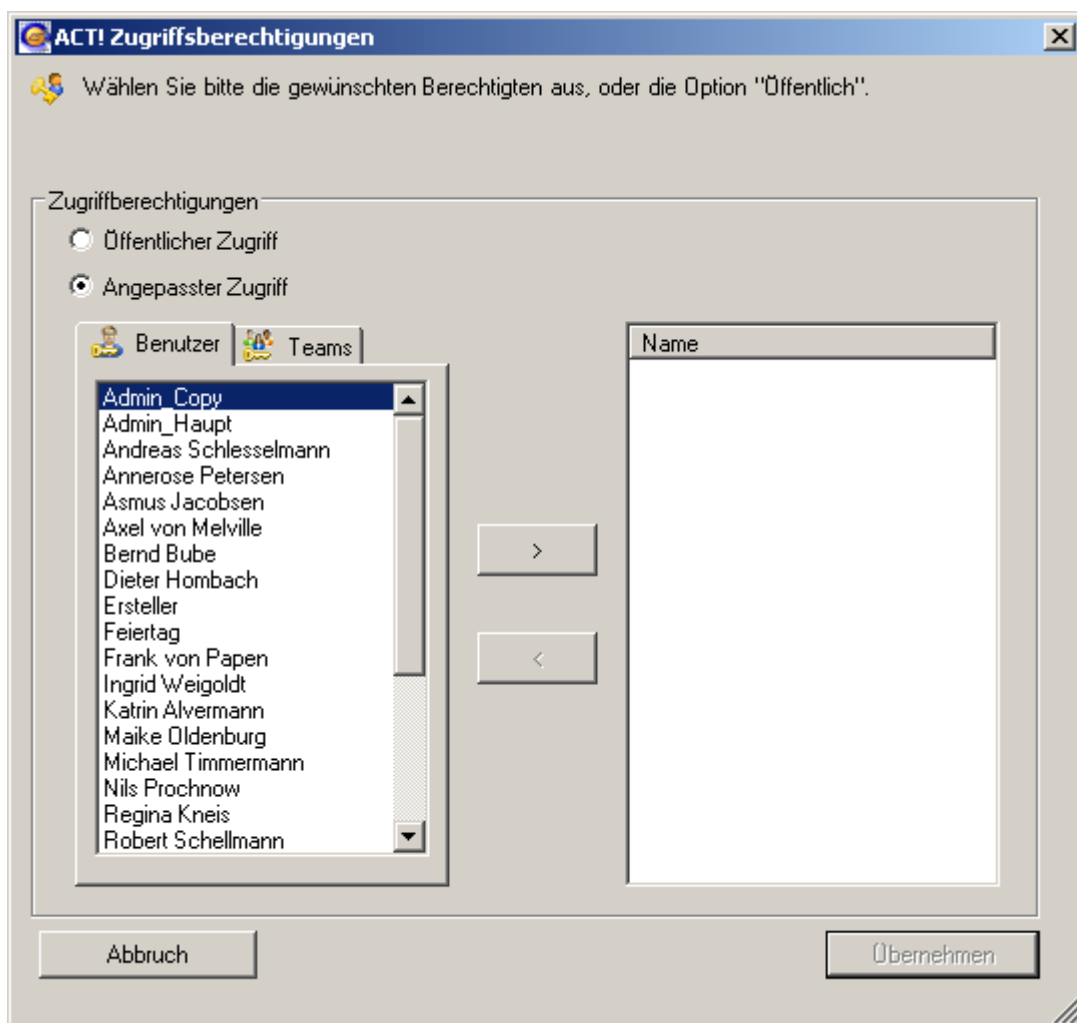 ACT! Zugriffsberechtigungen
Wählen Sie bitte die gewünschten Berechtigten aus, oder die Option "Öffentlich".
Zugriffberechtigungen
Öffentlicher Zugriff
Angepasster Zugriff
Benutzer
Teams
Admin_Copy
Admin_Haupt
Andreas Schlesselmann
Annerose Petersen
Asmus Jacobsen
Axel von Melville
Bernd Bube
Dieter Hombach
Ersteller
Feiertag
Frank von Papen
Ingrid Weigoldt
Katrin Alvermann
Maike Oldenburg
Michael Timmermann
Nils Prochnow
Regina Kneis
Robert Schellmann
>
<
Name
Abbruch
Übernehmen